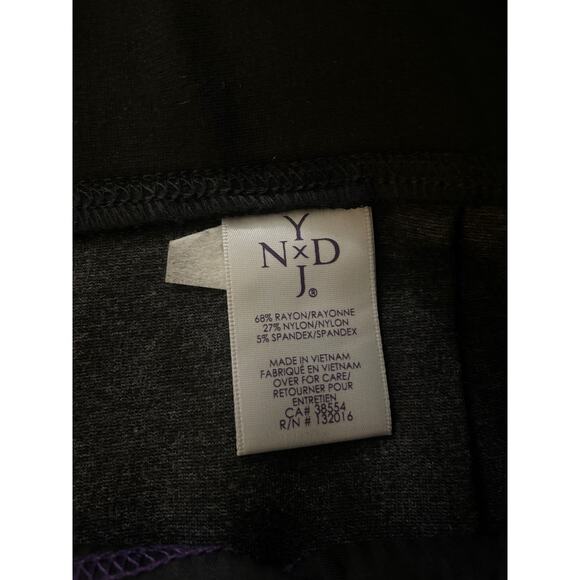 Y
N x D
J®
68% RAYON/RAYONNE
27% NYLON/NYLON
5% SPANDEX/SPANDEX
MADE IN VIETNAM
FABRIQUÉ EN VIETNAM
OVER FOR CARE/
RETOURNER POUR
ENTRETIEN
CA# 38554
R/N # 132016